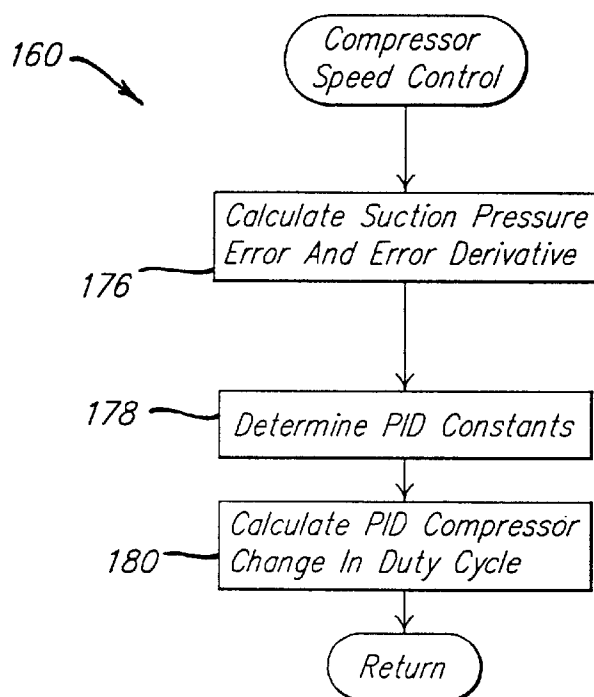 160
Compressor
Speed Control
Calculate Suction Pressure
Error And Error Derivative
176
178
Determine PID Constants
Calculate PID Compressor
Change In Duty Cycle
180
Return